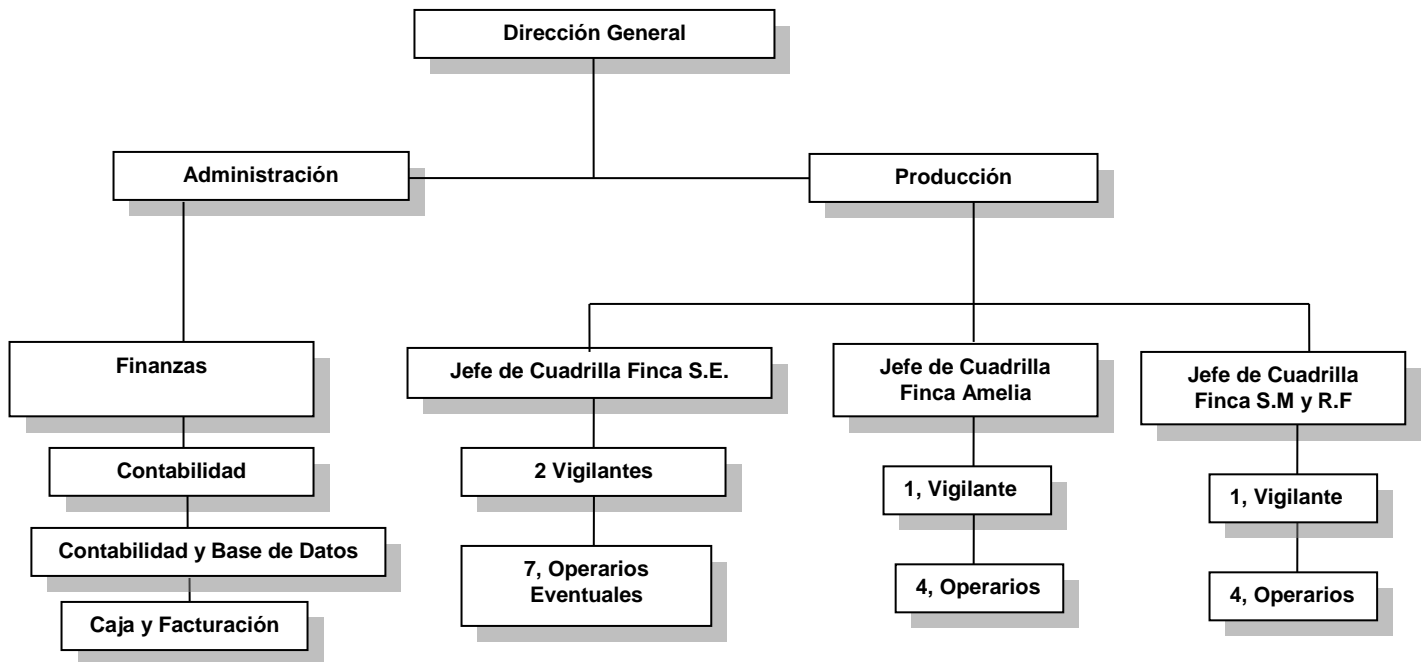 Dirección General
Administración
Producción
Finanzas
Jefe de Cuadrilla Finca S.E.
Jefe de Cuadrilla
Finca Amelia
Jefe de Cuadrilla
Finca S.M y R.F
Contabilidad
2 Vigilantes
1, Vigilante
1, Vigilante
Contabilidad y Base de Datos
7, Operarios
Eventuales
4, Operarios
4, Operarios
Caja y Facturación